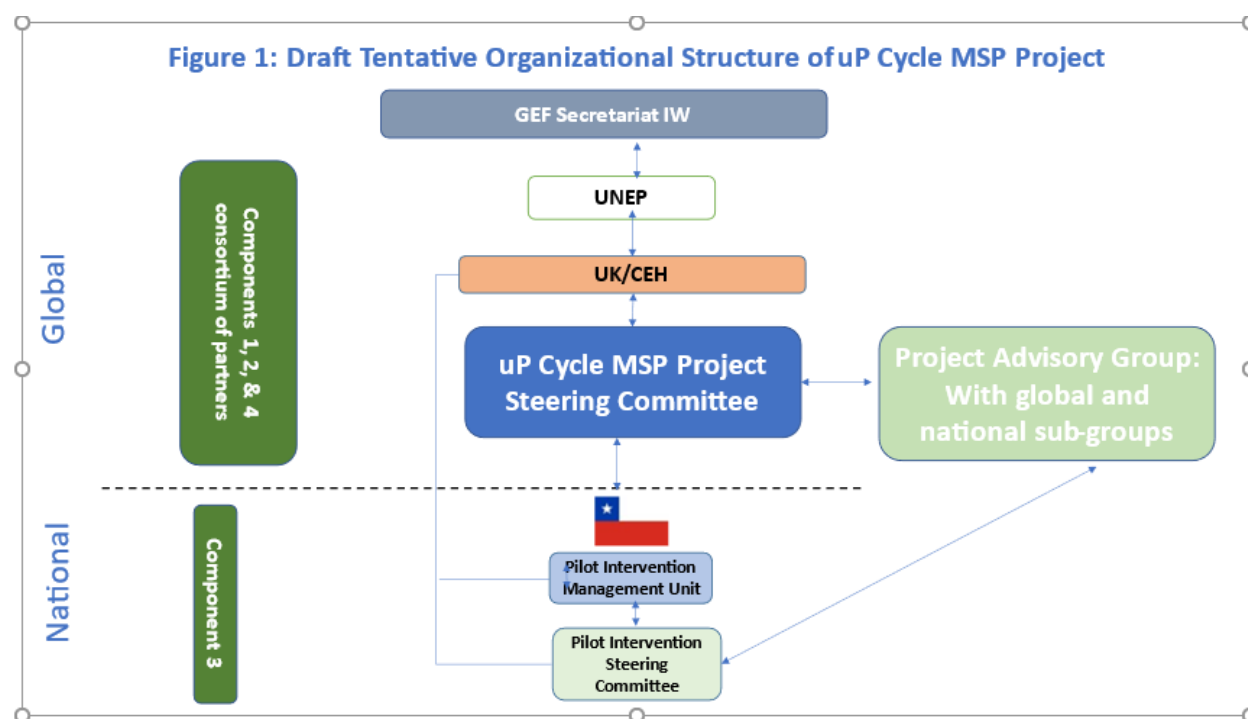 Figure 1: Draft Tentative Organizational Structure of uP Cycle MSP Project
GEF Secretariat IW
UNEP
UK/CEH
uP Cycle MSP Project
Steering Committee
Project Advisory Group:
With global and
national sub-groups
Global
Components 1, 2, & 4
consortium of partners
National
Component 3
Pilot Intervention
Management Unit
Pilot Intervention
Steering
Committee